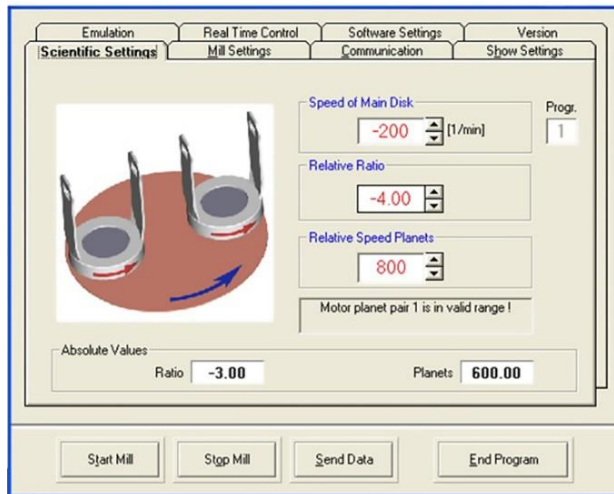 Emulation Real Time Control Software Settings Version
Scientific Settings Mill Settings Communication Show Settings
Speed of Main Disk
Progr.
-200 [1/min] 1
Relative Ratio
-4.00
Relative Speed Planets
800
Motor planet pair 1 is in valid range !
Absolute Values
Ratio -3.00 Planets 600.00
Start Mill Stop Mill Send Data End Program